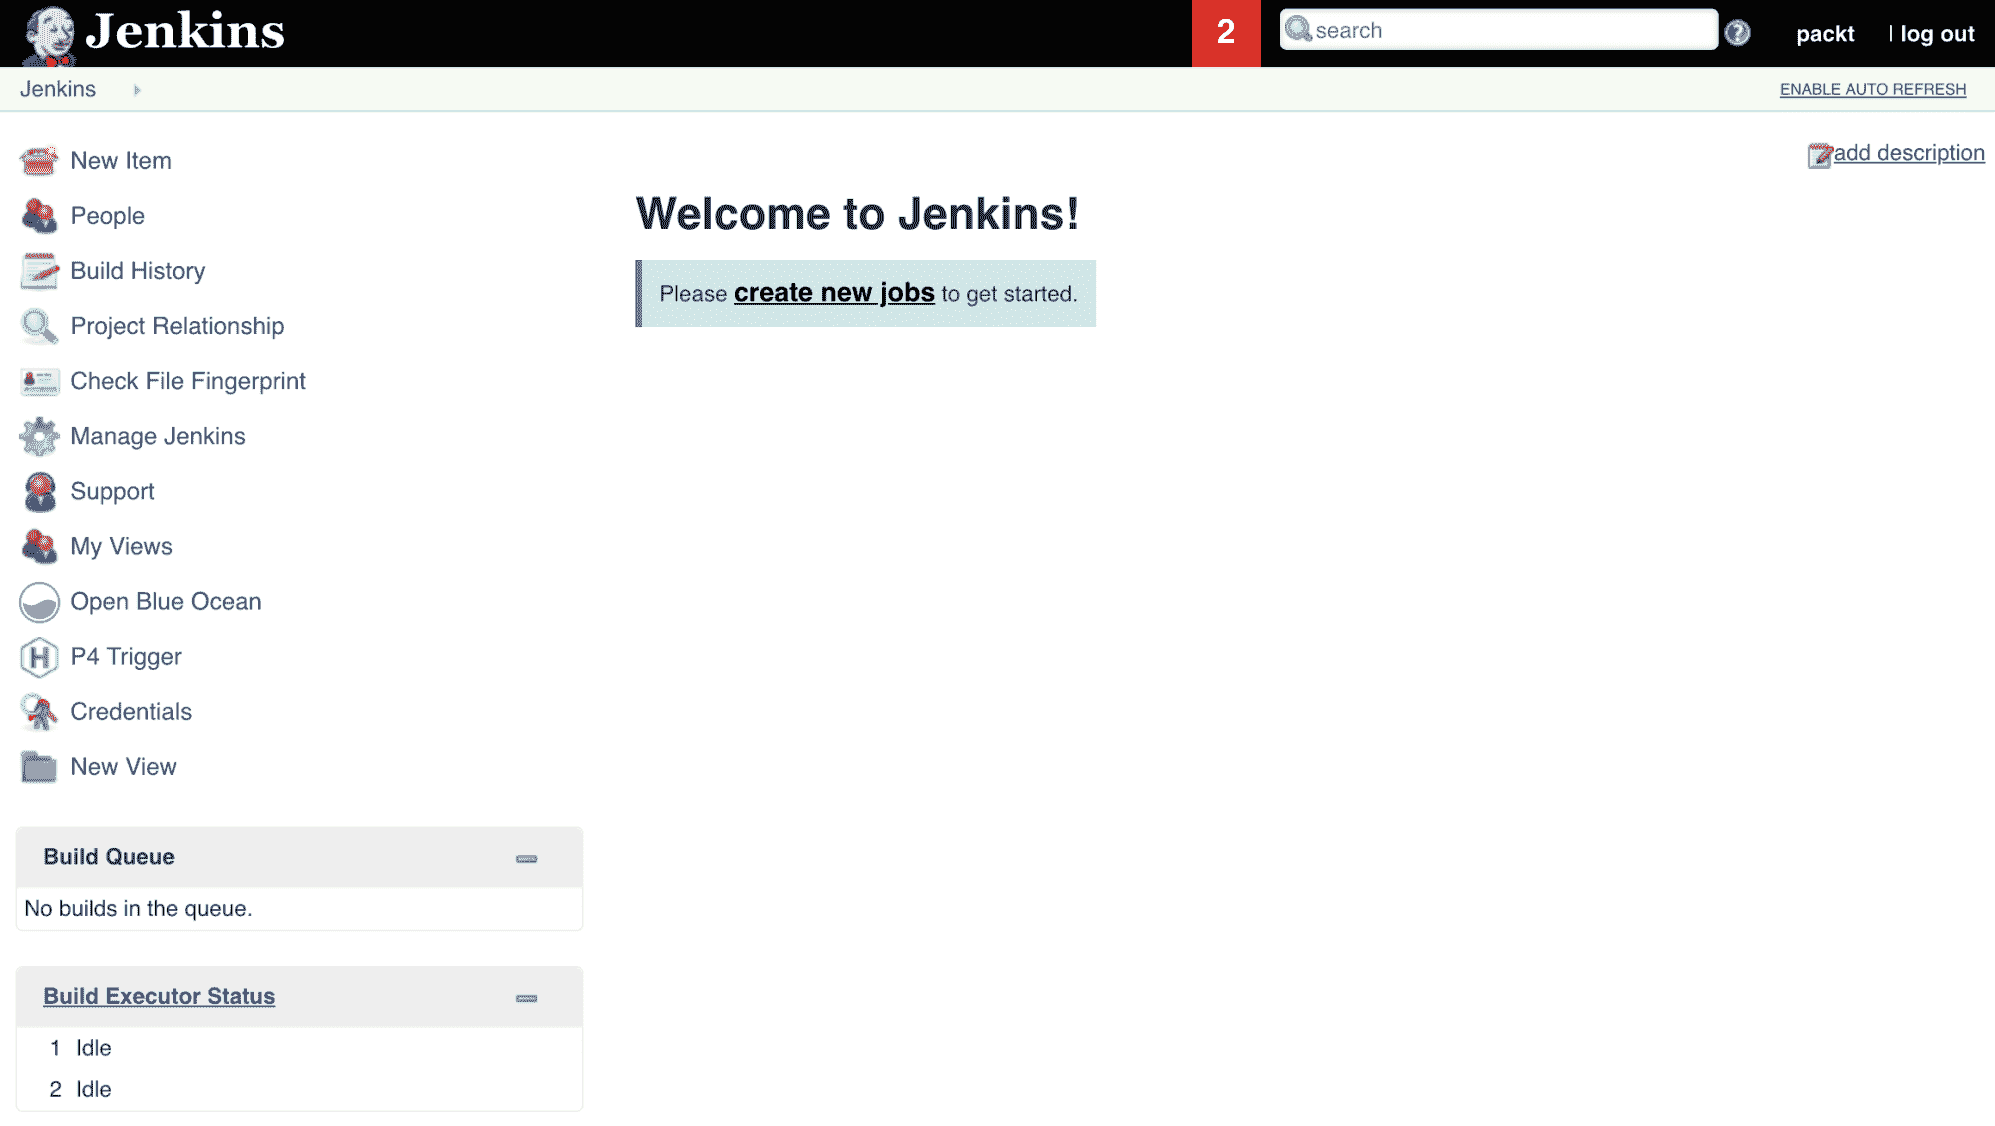 Jenkins
2
search
packt
| log out
Jenkins
ENABLE AUTO REFRESH
New Item
People
Build History
Project Relationship
Check File Fingerprint
Manage Jenkins
Support
My Views
Open Blue Ocean
P4 Trigger
Credentials
New View
add description
Welcome to Jenkins!
Please create new jobs to get started.
Build Queue
No builds in the queue.
Build Executor Status
1 Idle
2 Idle